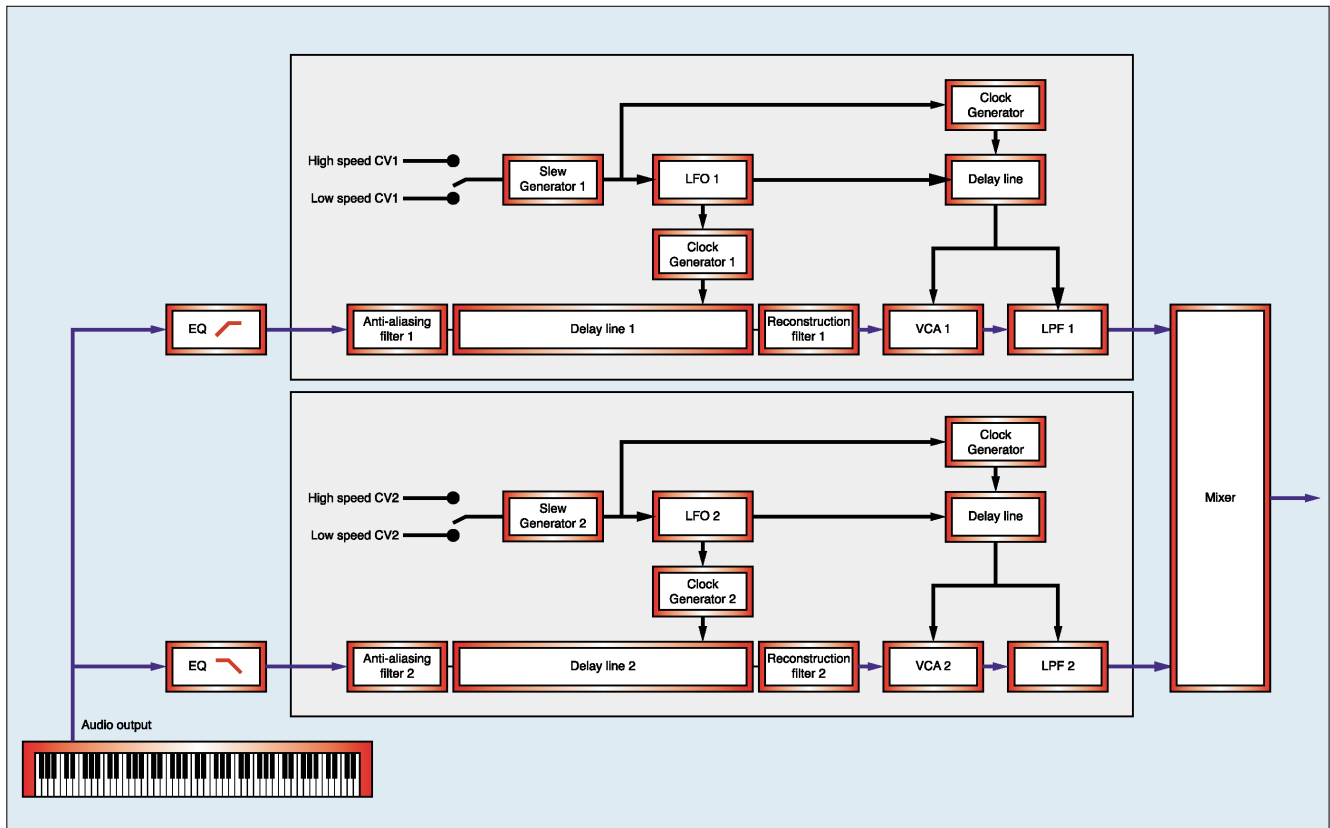 Clock
Generator
High speed CV1
Slew
Generator 1
LFO 1
Delay line
Low speed CV1
Clock
Generator 1
EQ
Anti-aliasing
filter 1
Delay line 1
Reconstruction
filter 1
VCA 1
LPF 1
Clock
Generator
High speed CV2
Slew
Generator 2
LFO 2
Delay line
Mixer
Low speed CV2
Clock
Generator 2
EQ
Anti-aliasing
filter 2
Delay line 2
Reconstruction
filter 2
VCA 2
LPF 2
Audio output